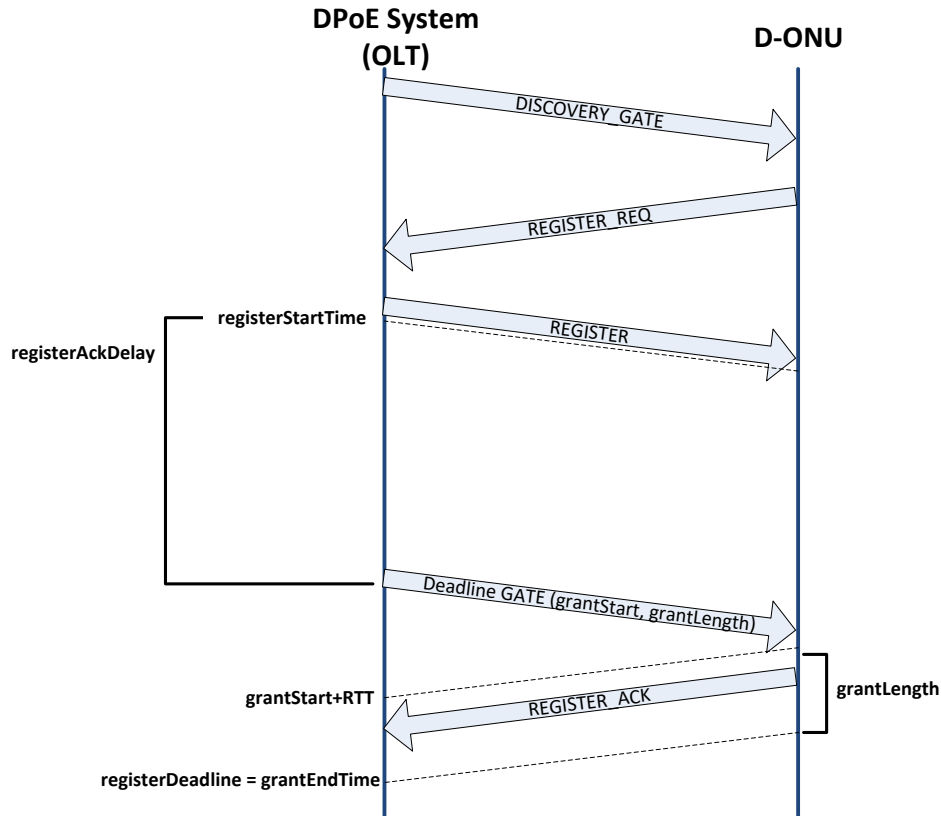 DPoE System
(OLT)
D-ONU
DISCOVERY_GATE
REGISTER_REQ
registerStartTime
REGISTER
registerAckDelay
Deadline GATE (grantStart, grantLength)
grantStart+RTT
REGISTER_ACK
grantLength
registerDeadline = grantEndTime